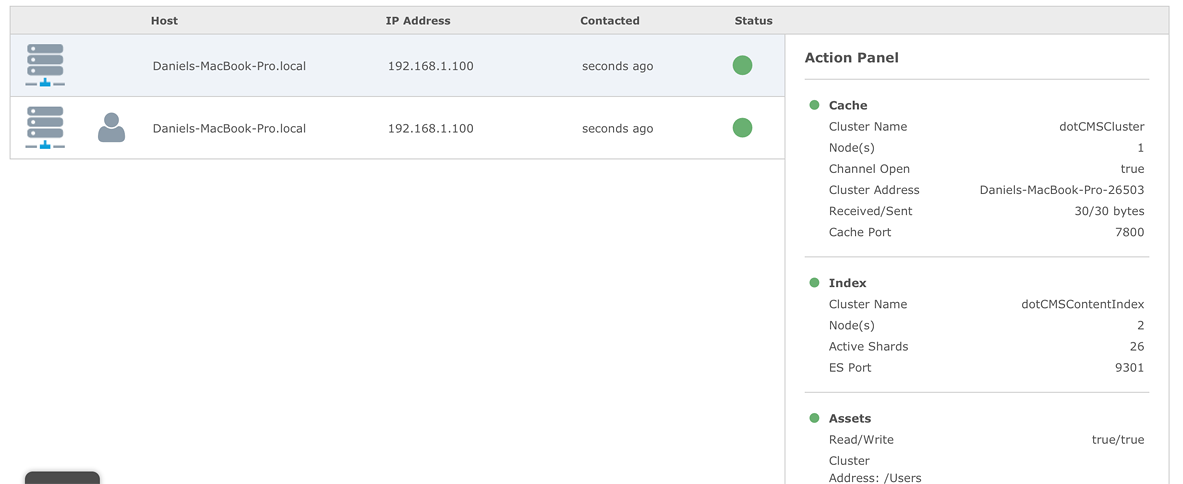 Host IP Address Contacted Status
Daniels-MacBook-Pro.local 192.168.1.100 seconds ago
Daniels-MacBook-Pro.local 192.168.1.100 seconds ago
Action Panel
Cache
Cluster Name dotCMSCluster
Node(s) 1
Channel Open true
Cluster Address Daniels-MacBook-Pro-26503
Received/Sent 30/30 bytes
Cache Port 7800
Index
Cluster Name dotCMSContentIndex
Node(s) 2
Active Shards 26
ES Port 9301
Assets
Read/Write true/true
Cluster
Address: /Users